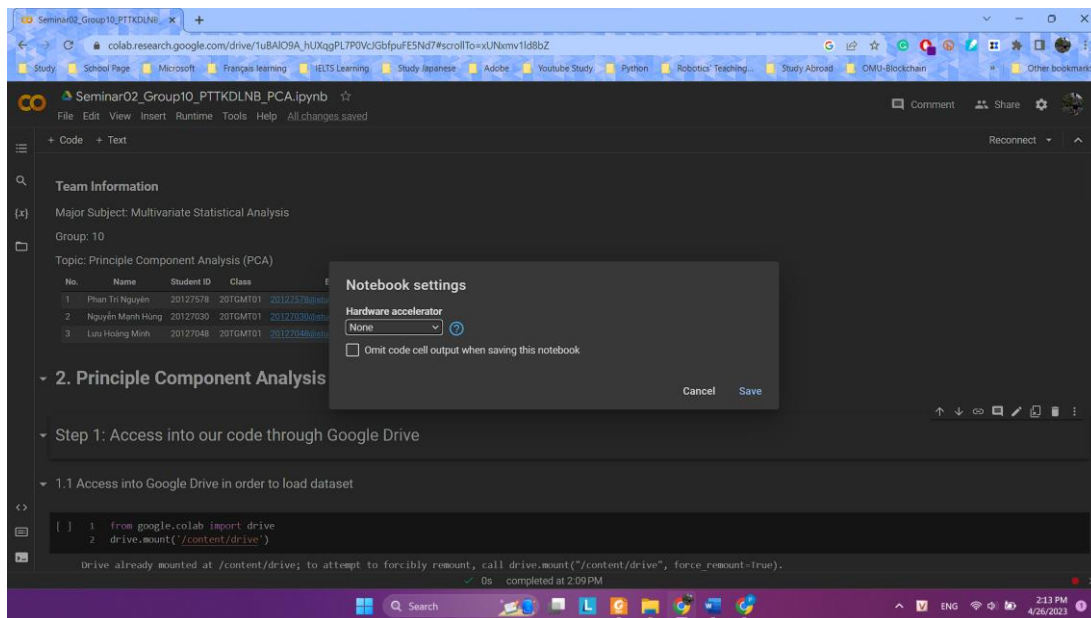 Seminar02_Group10_PTTKDLNB_
colab.research.google.com/drive/1uBAIO9A_hUXqgPL7P0VcJGbfpuFE5Nd7#scrollTo=xUNxmv1ld8bZ
Study School Page Microsoft Français learning IELTS Learning Study Japanese Adobe Youtube Study Python Robotics' Teaching... Study Abroad OMU-Blockchain Other bookmarks
Seminar02_Group10_PTTKDLNB_PCA.ipynb
Comment Share
File Edit View Insert Runtime Tools Help All changes saved
+ Code + Text Reconnect
Team Information
Major Subject: Multivariate Statistical Analysis
Group: 10
Topic: Principle Component Analysis (PCA)
No. Name Student ID Class E
1 Phan Trí Nguyên 20127578 20TGMT01 20127578@stu
2 Nguyễn Mạnh Hùng 20127030 20TGMT01 20127030@stu
3 Lưu Hoàng Minh 20127048 20TGMT01 20127048@stu
Notebook settings
Hardware accelerator
None
Omit code cell output when saving this notebook
Cancel Save
2. Principle Component Analysis
Step 1: Access into our code through Google Drive
1.1 Access into Google Drive in order to load dataset
[ ] 1 from google.colab import drive
2 drive.mount('/content/drive')
Drive already mounted at /content/drive; to attempt to forcibly remount, call drive.mount("/content/drive", force_remount=True).
0s completed at 2:09 PM
Search
ENG
2:13 PM
4/26/2023